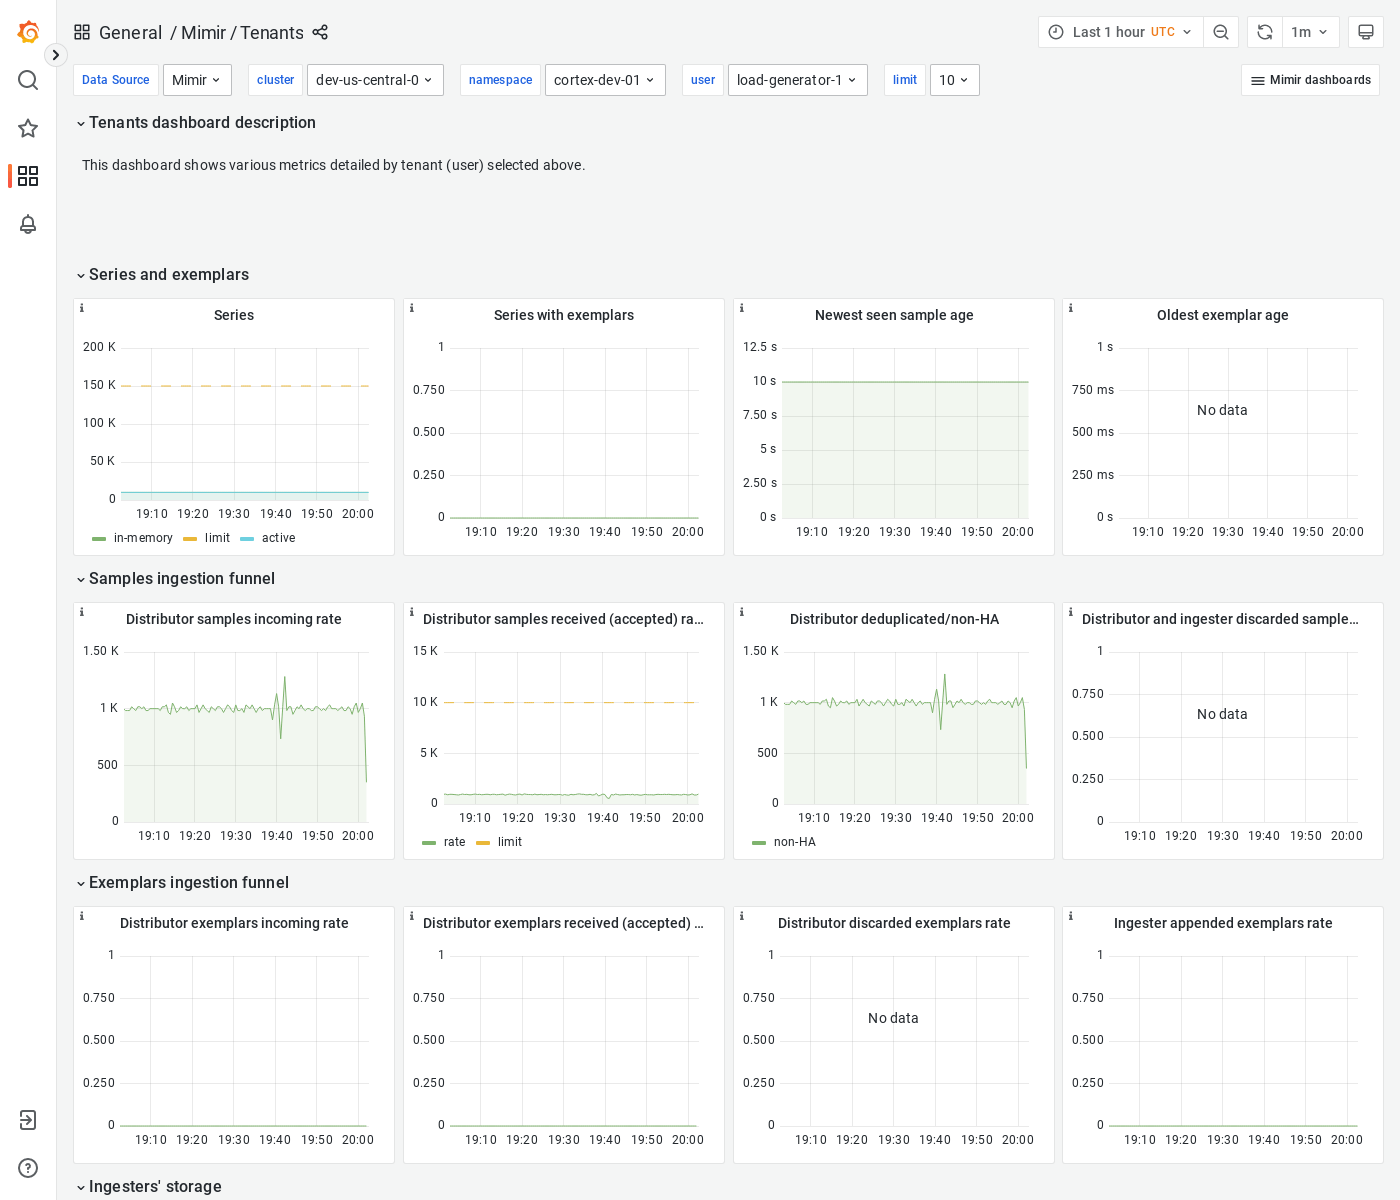 General / Mimir / Tenants
Last 1 hour UTC
1m
Data Source Mimir cluster dev-us-central-0 namespace cortex-dev-01 user load-generator-1 limit 10 Mimir dashboards
Tenants dashboard description
This dashboard shows various metrics detailed by tenant (user) selected above.
Series and exemplars
Series
200 K
150 K
100 K
50 K
0
19:10 19:20 19:30 19:40 19:50 20:00
in-memory limit active
Series with exemplars
1
0.750
0.500
0.250
0
19:10 19:20 19:30 19:40 19:50 20:00
Newest seen sample age
12.5 s
10 s
7.50 s
5 s
2.50 s
0 s
19:10 19:20 19:30 19:40 19:50 20:00
Oldest exemplar age
1 s
750 ms
No data
500 ms
250 ms
0 s
19:10 19:20 19:30 19:40 19:50 20:00
Samples ingestion funnel
Distributor samples incoming rate
1.50 K
1 K
500
0
19:10 19:20 19:30 19:40 19:50 20:00
Distributor samples received (accepted) ra...
15 K
10 K
5 K
0
19:10 19:20 19:30 19:40 19:50 20:00
rate limit
Distributor deduplicated/non-HA
1.50 K
1 K
500
0
19:10 19:20 19:30 19:40 19:50 20:00
non-HA
Distributor and ingester discarded sample...
1
0.750
No data
0.500
0.250
0
19:10 19:20 19:30 19:40 19:50 20:00
Exemplars ingestion funnel
Distributor exemplars incoming rate
1
0.750
0.500
0.250
0
19:10 19:20 19:30 19:40 19:50 20:00
Distributor exemplars received (accepted) ...
1
0.750
0.500
0.250
0
19:10 19:20 19:30 19:40 19:50 20:00
Distributor discarded exemplars rate
1
0.750
No data
0.500
0.250
0
19:10 19:20 19:30 19:40 19:50 20:00
Ingester appended exemplars rate
1
0.750
0.500
0.250
0
19:10 19:20 19:30 19:40 19:50 20:00
Ingesters' storage